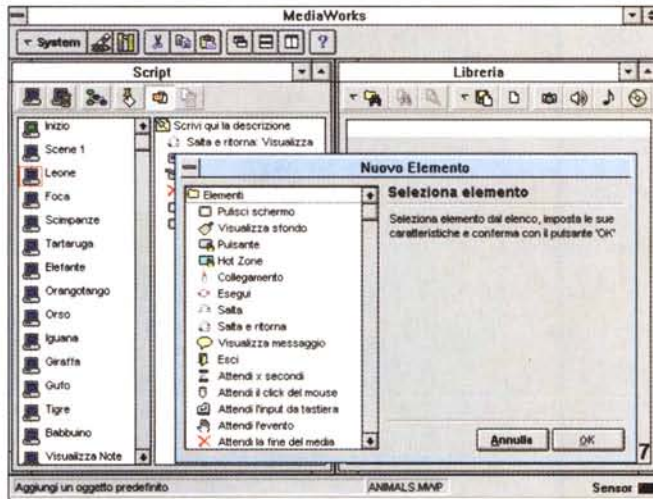 MediaWorks
System
?
Script
Libreria
Inizio
Scene 1
Leone
Foca
Scimpanze
Tartaruga
Elefante
Orangotango
Orso
Iguana
Giraffa
Gufo
Tigre
Babbuino
Visualizza Note
Scrivi qui la descrizione
Salta e ritorna: Visualizza
Nuovo Elemento
Elementi
Pulisci schermo
Visualizza sfondo
Pulsante
Hot Zone
Collegamento
Esegui
Salta
Salta e ritorna
Visualizza messaggio
Esci
Attendi x secondi
Attendi il click del mouse
Attendi l'input da tastiera
Attendi l'evento
Attendi la fine del media
Seleziona elemento
Seleziona elemento dal elenco, imposta le sue
caratteristiche e conferma con il pulsante 'OK'
Annulla
OK
7
Aggiungi un oggetto predefinito
ANIMALS.MWP
Sensor